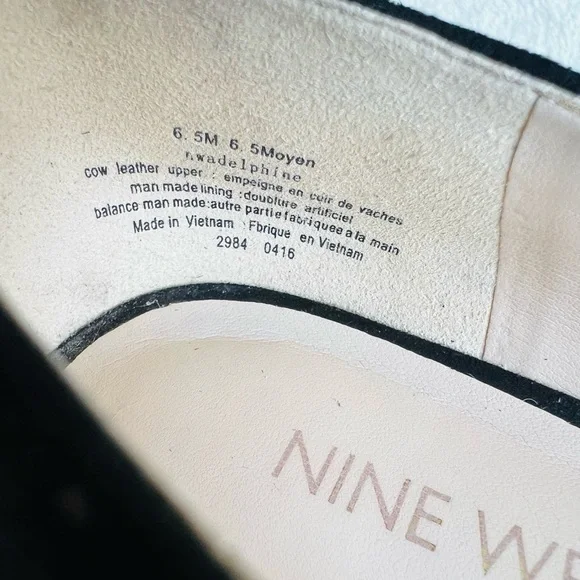 6.5M 6.5Moyen
nwadelphine
cow leather upper : empeigne en cuir de vaches
man made lining :doublure artificiel
balance man made:autre partie fabriquee a la main
Made in Vietnam Fbriqué en Vietnam
2984 0416
NINE WE